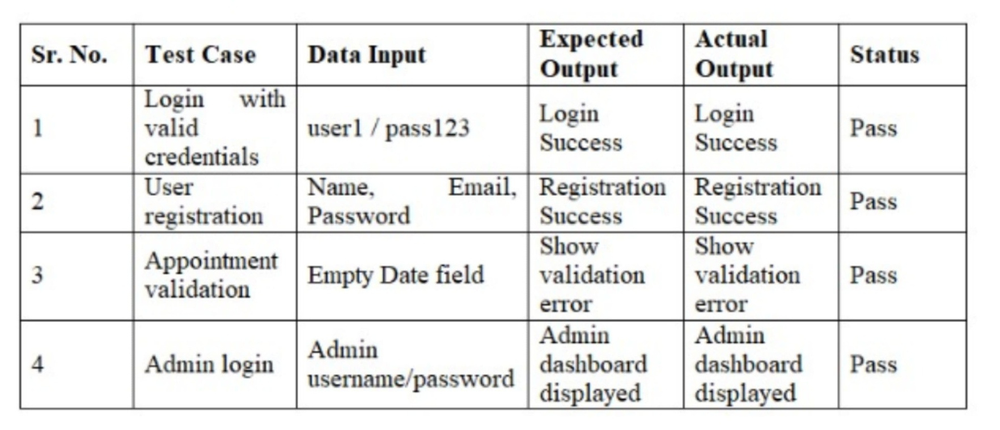 Sr. No. Test Case Data Input Expected Output Actual Output Status
1 Login with valid credentials user1 / pass123 Login Success Login Success Pass
2 User registration Name, Email, Password Registration Success Registration Success Pass
3 Appointment validation Empty Date field Show validation error Show validation error Pass
4 Admin login Admin username/password Admin dashboard displayed Admin dashboard displayed Pass